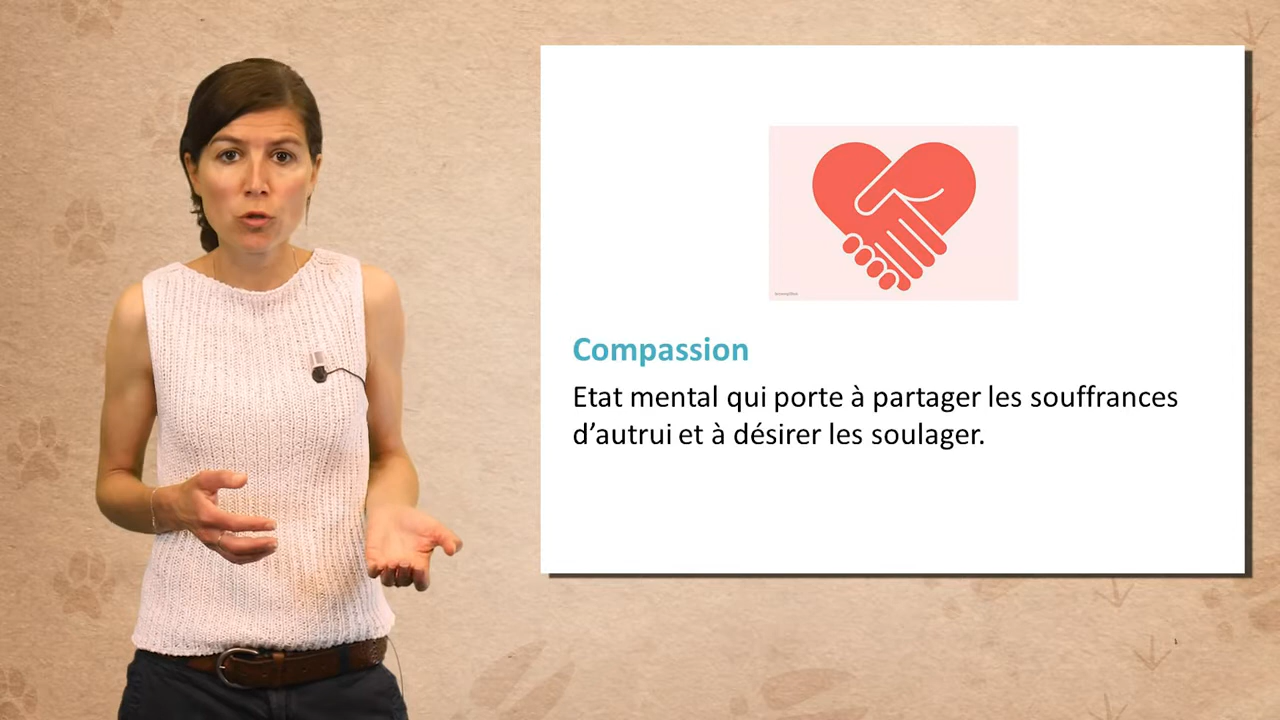 Compassion
Etat mental qui porte à partager les souffrances
d’autrui et à désirer les soulager.